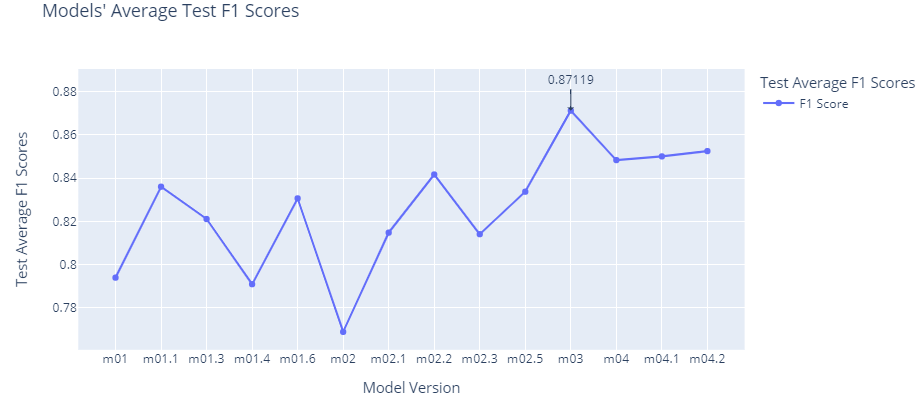 Models' Average Test F1 Scores
0.87119
Test Average F1 Scores
F1 Score
Test Average F1 Scores
0.88
0.86
0.84
0.82
0.8
0.78
m01 m01.1 m01.3 m01.4 m01.6 m02 m02.1 m02.2 m02.3 m02.5 m03 m04 m04.1 m04.2
Model Version